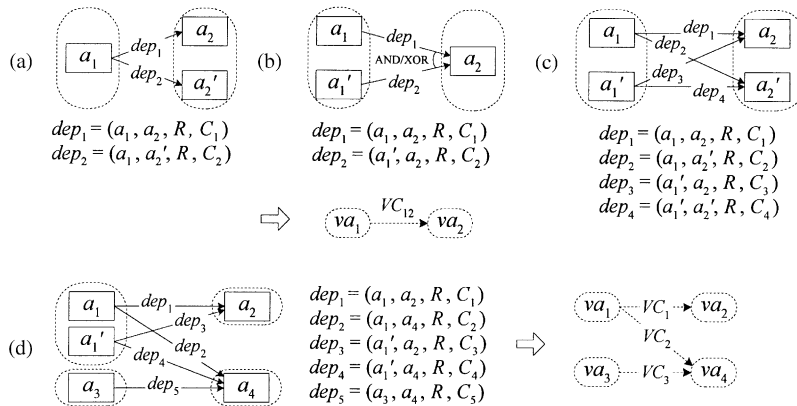 (a)
a₁
dep₁
dep₂
a₂
a₂′
dep₁ = (a₁, a₂, R, C₁)
dep₂ = (a₁, a₂′, R, C₂)
(b)
a₁
a₁′
dep₁
AND/XOR
dep₂
a₂
dep₁ = (a₁, a₂, R, C₁)
dep₂ = (a₁′, a₂, R, C₂)
(c)
a₁
a₁′
dep₁
dep₂
dep₃
dep₄
a₂
a₂′
dep₁ = (a₁, a₂, R, C₁)
dep₂ = (a₁, a₂′, R, C₂)
dep₃ = (a₁′, a₂, R, C₃)
dep₄ = (a₁′, a₂′, R, C₄)
⇨
va₁
VC₁₂
va₂
(d)
a₁
a₁′
a₃
dep₁
dep₃
dep₂
dep₄
dep₅
a₂
a₄
dep₁ = (a₁, a₂, R, C₁)
dep₂ = (a₁, a₄, R, C₂)
dep₃ = (a₁′, a₂, R, C₃)
dep₄ = (a₁′, a₄, R, C₄)
dep₅ = (a₃, a₄, R, C₅)
⇨
va₁
VC₁
va₂
VC₂
va₃
VC₃
va₄